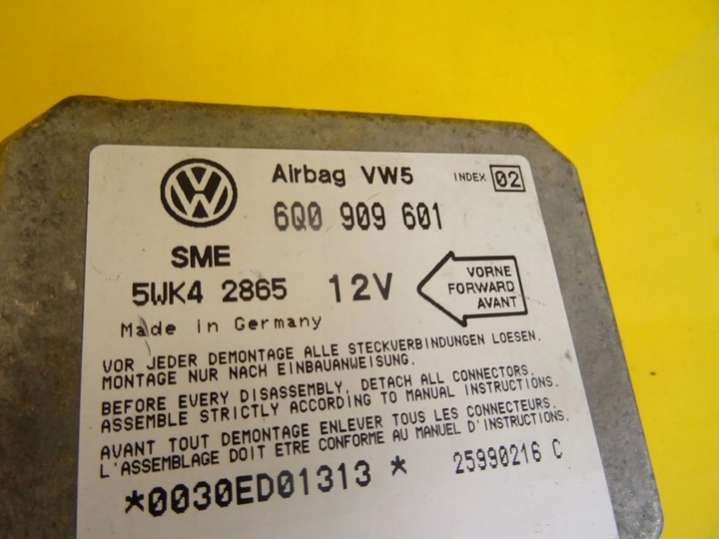 Airbag VW5 INDEX 02
6Q0 909 601
SME
5WK4 2865 12V
VORNE
FORWARD
AVANT
Made in Germany
VOR JEDER DEMONTAGE ALLE STECKVERBINDUNGEN LOESEN.
MONTAGE NUR NACH EINBAUANWEISUNG.
BEFORE EVERY DISASSEMBLY, DETACH ALL CONNECTORS.
ASSEMBLE STRICTLY ACCORDING TO MANUAL INSTRUCTIONS.
AVANT TOUT DEMONTAGE ENLEVER TOUS LES CONNECTEURS.
L'ASSEMBLAGE DOIT ETRE CONFORME AU MANUEL D'INSTRUCTIONS.
*0030ED01313 * 25990216 C